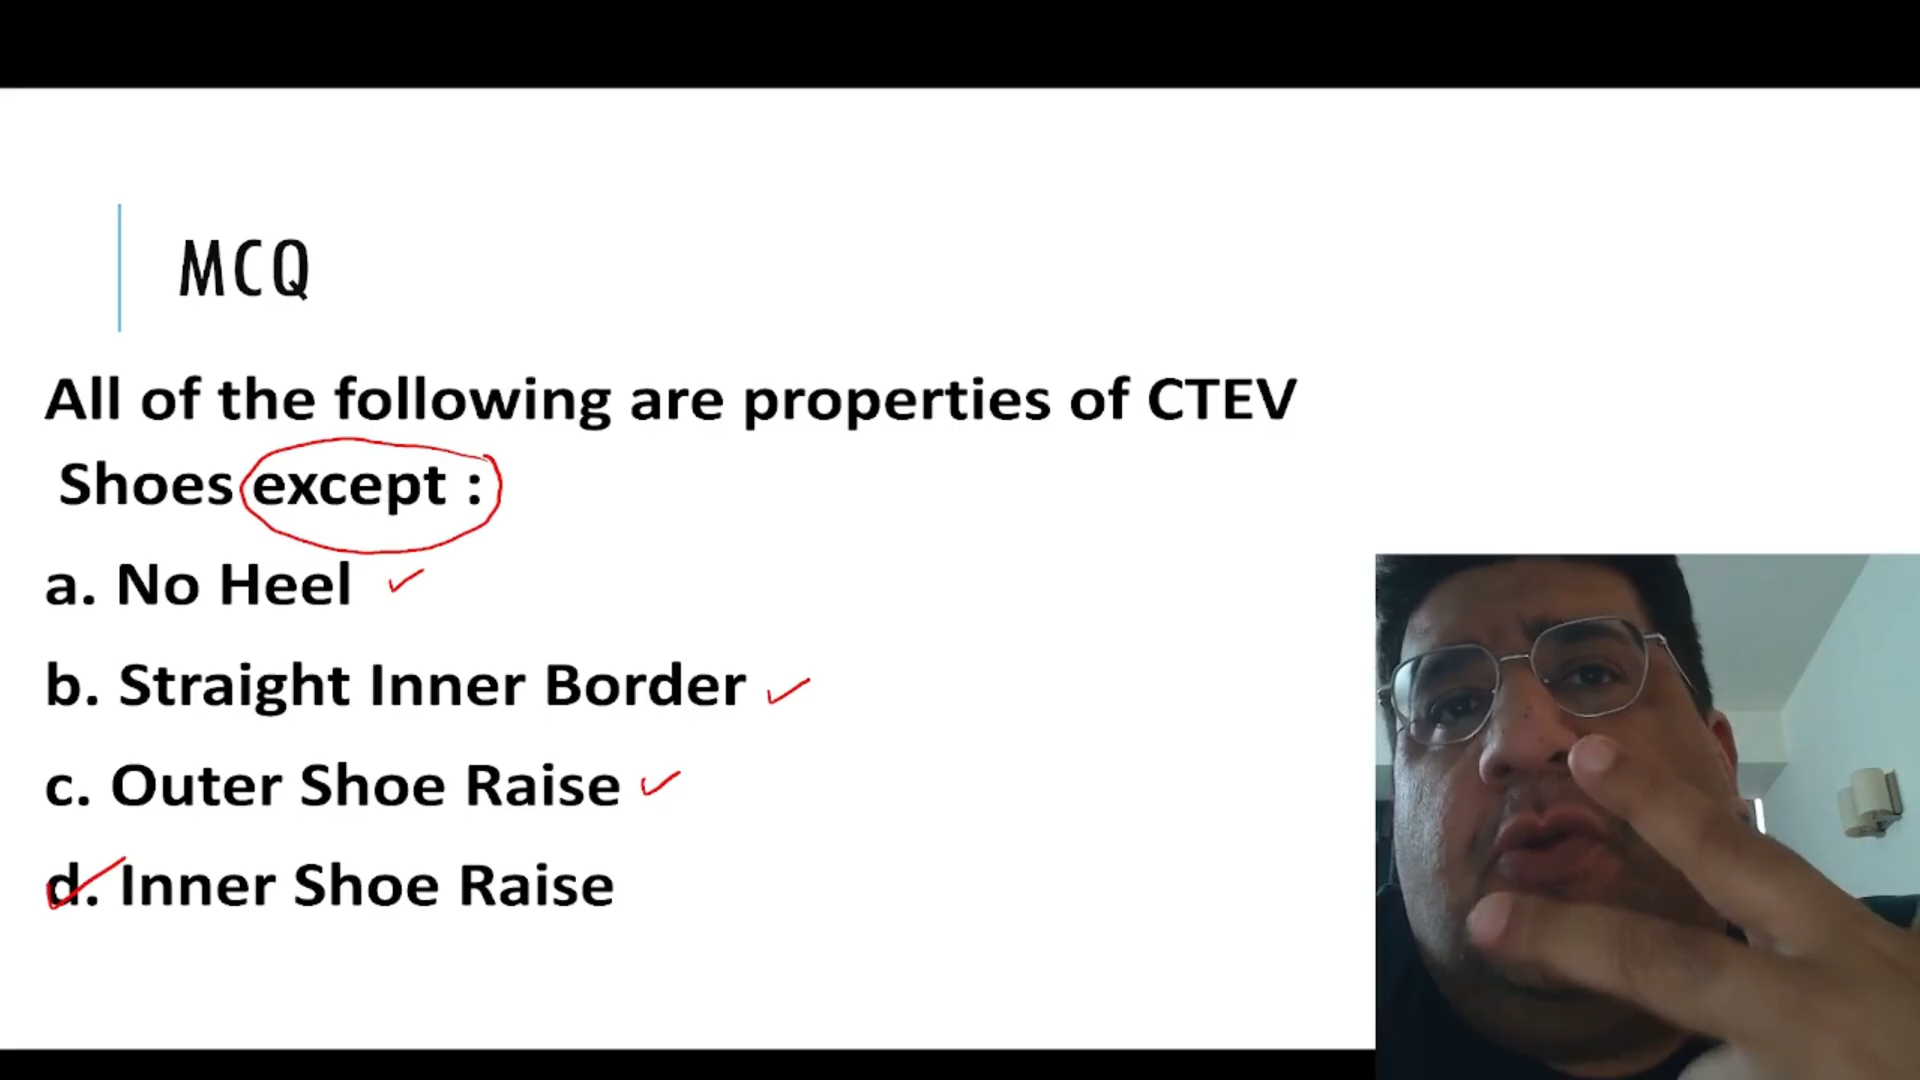 MCQ
All of the following are properties of CTEV
Shoes except :
a. No Heel
b. Straight Inner Border
c. Outer Shoe Raise
d. Inner Shoe Raise